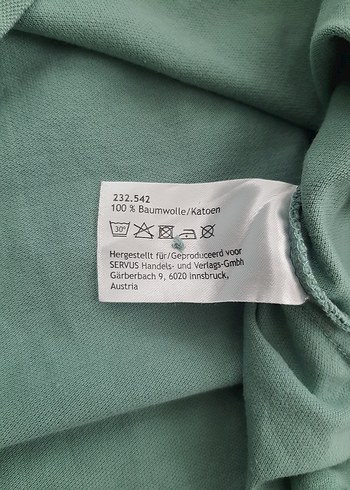 232.542
100 % Baumwolle/Katoen
30°
Hergestellt für/Geproduceerd voor
SERVUS Handels- und Verlags-GmbH
Gärberbach 9, 6020 Innsbruck,
Austria